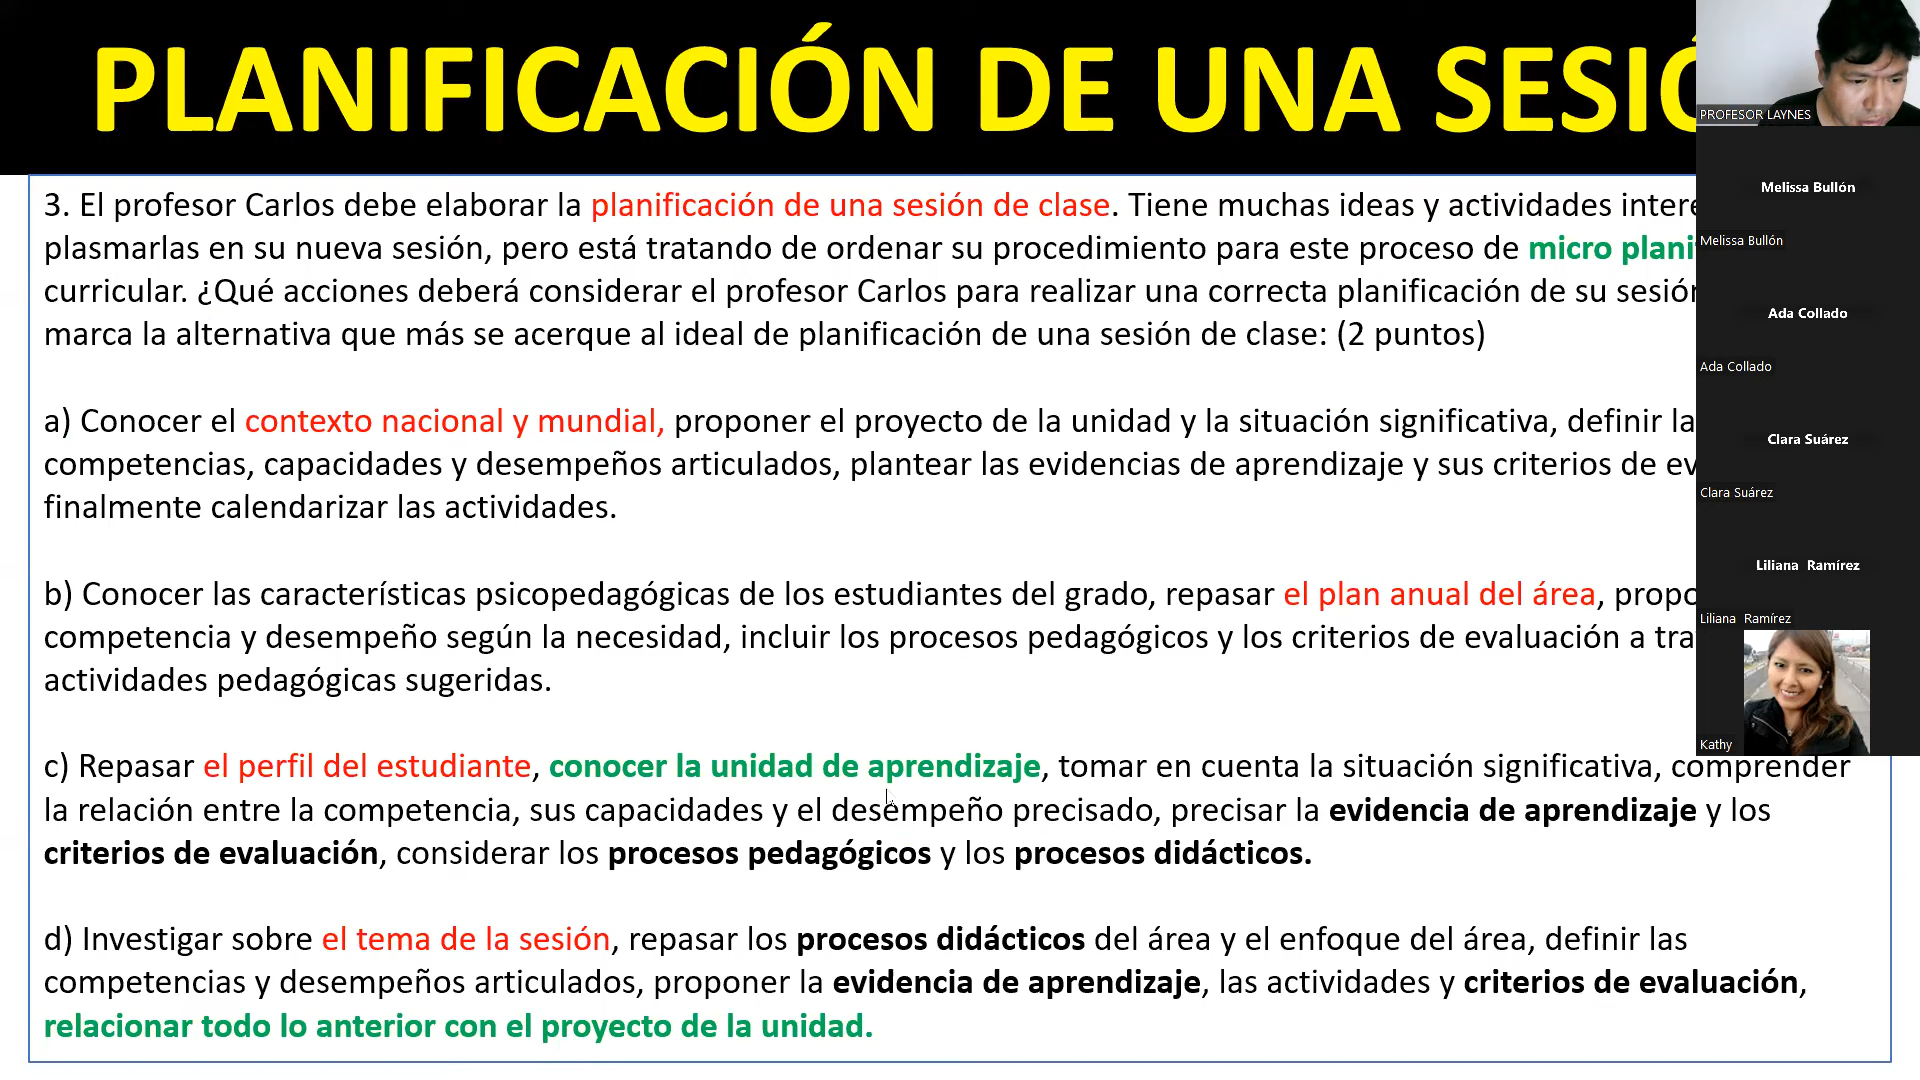 PLANIFICACIÓN DE UNA SESIÓ
3. El profesor Carlos debe elaborar la planificación de una sesión de clase. Tiene muchas ideas y actividades
plasmarlas en su nueva sesión, pero está tratando de ordenar su procedimiento para este proceso de micro
curricular. ¿Qué acciones deberá considerar el profesor Carlos para realizar una correcta planificación de su sesión
marca la alternativa que más se acerque al ideal de planificación de una sesión de clase: (2 puntos)
a) Conocer el contexto nacional y mundial, proponer el proyecto de la unidad y la situación significativa, definir la
competencias, capacidades y desempeños articulados, plantear las evidencias de aprendizaje y sus criterios de
finalmente calendarizar las actividades.
b) Conocer las características psicopedagógicas de los estudiantes del grado, repasar el plan anual del área,
competencia y desempeño según la necesidad, incluir los procesos pedagógicos y los criterios de evaluación a
actividades pedagógicas sugeridas.
c) Repasar el perfil del estudiante, conocer la unidad de aprendizaje, tomar en cuenta la situación significativa, comprender
la relación entre la competencia, sus capacidades y el desempeño precisado, precisar la evidencia de aprendizaje y los
criterios de evaluación, considerar los procesos pedagógicos y los procesos didácticos.
d) Investigar sobre el tema de la sesión, repasar los procesos didácticos del área y el enfoque del área, definir las
competencias y desempeños articulados, proponer la evidencia de aprendizaje, las actividades y criterios de evaluación,
relacionar todo lo anterior con el proyecto de la unidad.
PROFESOR LAYNES
Melissa Bullón
Melissa Bullón
Ada Collado
Ada Collado
Clara Suárez
Clara Suárez
Liliana Ramírez
Liliana Ramírez
Kathy